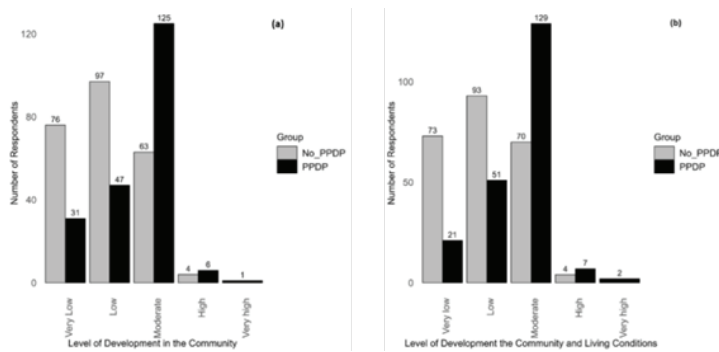 (a)
Number of Respondents
120
80
40
0
76
31
97
47
63
125
4
6
1
Very Low
Low
Moderate
High
Very high
Level of Development in the Community
Group
No_PPDP
PPDP
(b)
Number of Respondents
100
50
0
73
21
93
51
70
129
4
7
2
Very low
Low
Moderate
High
Very high
Level of Development the Community and Living Conditions
Group
No_PPDP
PPDP